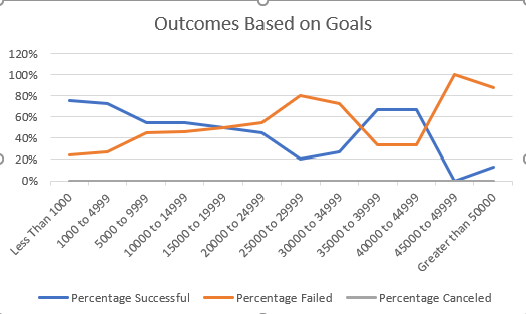 Outcomes Based on Goals
120%
100%
80%
60%
40%
20%
0%
Less Than 1000
1000 to 4999
5000 to 9999
10000 to 14999
15000 to 19999
20000 to 24999
25000 to 29999
30000 to 34999
35000 to 39999
40000 to 44999
45000 to 49999
Greater than 50000
Percentage Successful Percentage Failed Percentage Canceled